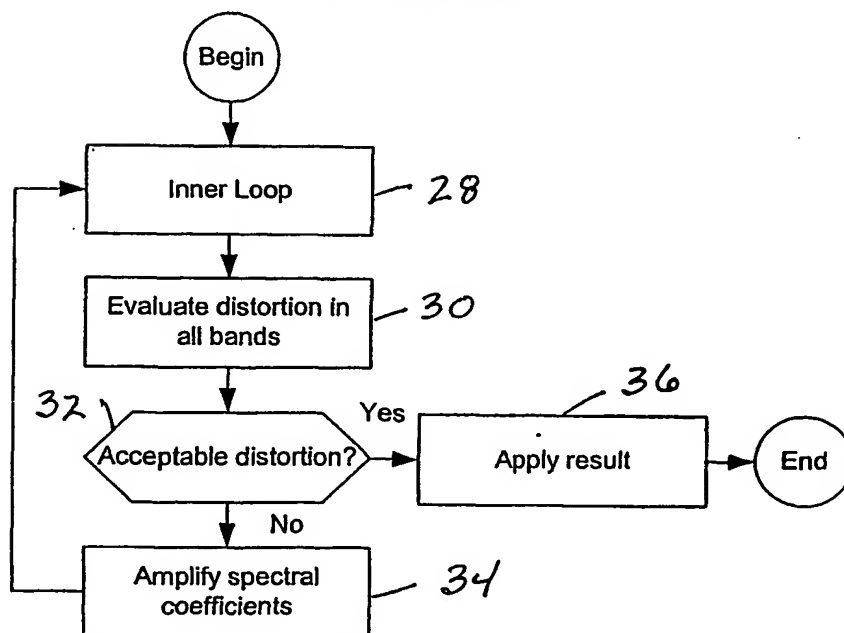 Begin
Inner Loop
28
Evaluate distortion in
all bands
30
32
Acceptable distortion?
Yes
36
Apply result
End
No
Amplify spectral
coefficients
34